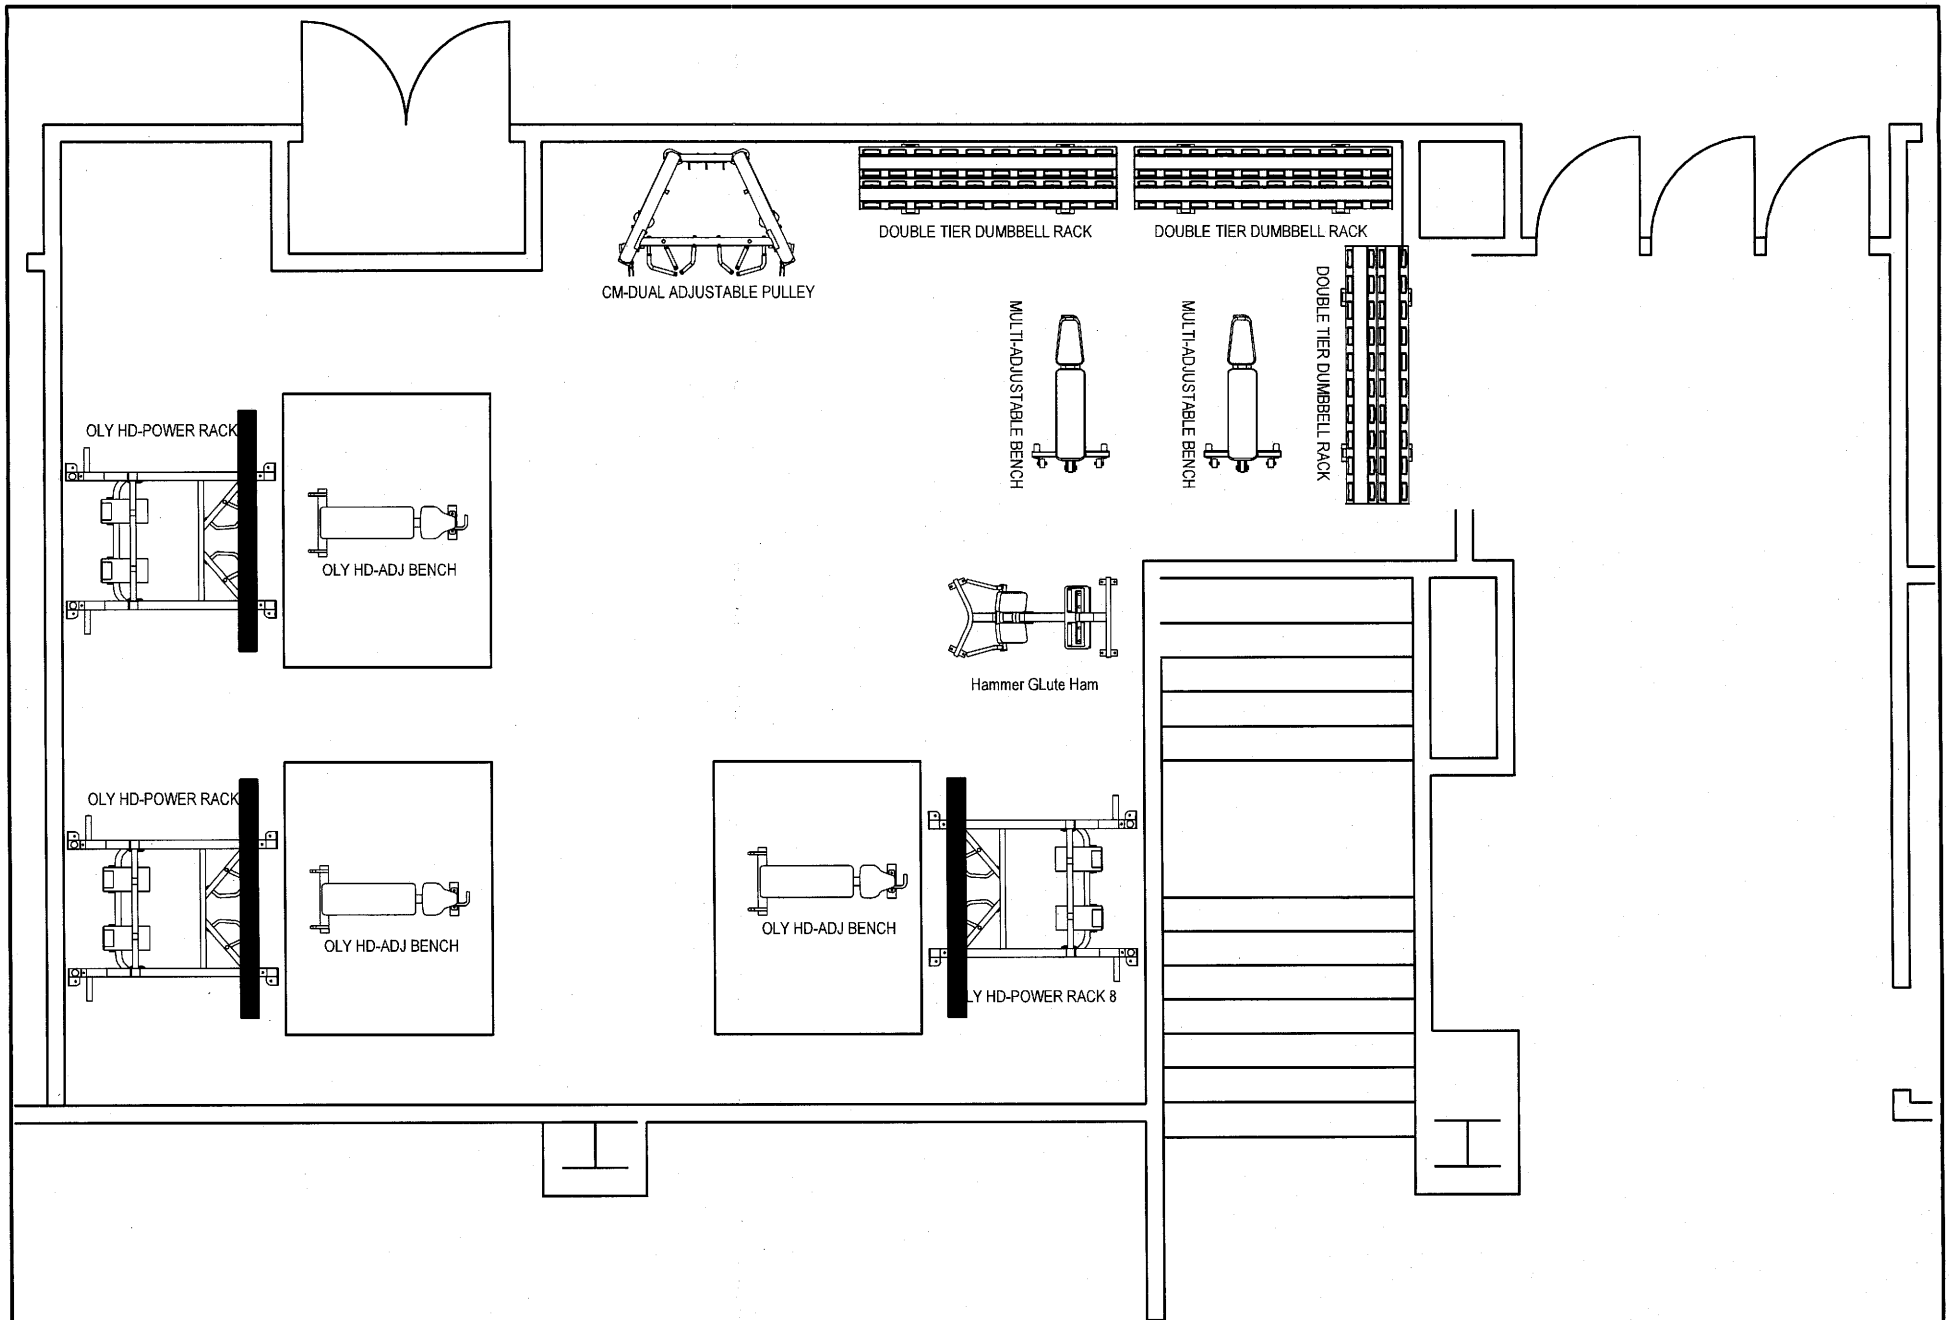 DOUBLE TIER DUMBBELL RACK
DOUBLE TIER DUMBBELL RACK
CM-DUAL ADJUSTABLE PULLEY
MULTI-ADJUSTABLE BENCH
MULTI-ADJUSTABLE BENCH
DOUBLE TIER DUMBBELL RACK
OLY HD-POWER RACK
OLY HD-ADJ BENCH
Hammer GLute Ham
OLY HD-POWER RACK
OLY HD-ADJ BENCH
OLY HD-ADJ BENCH
LY HD-POWER RACK 8